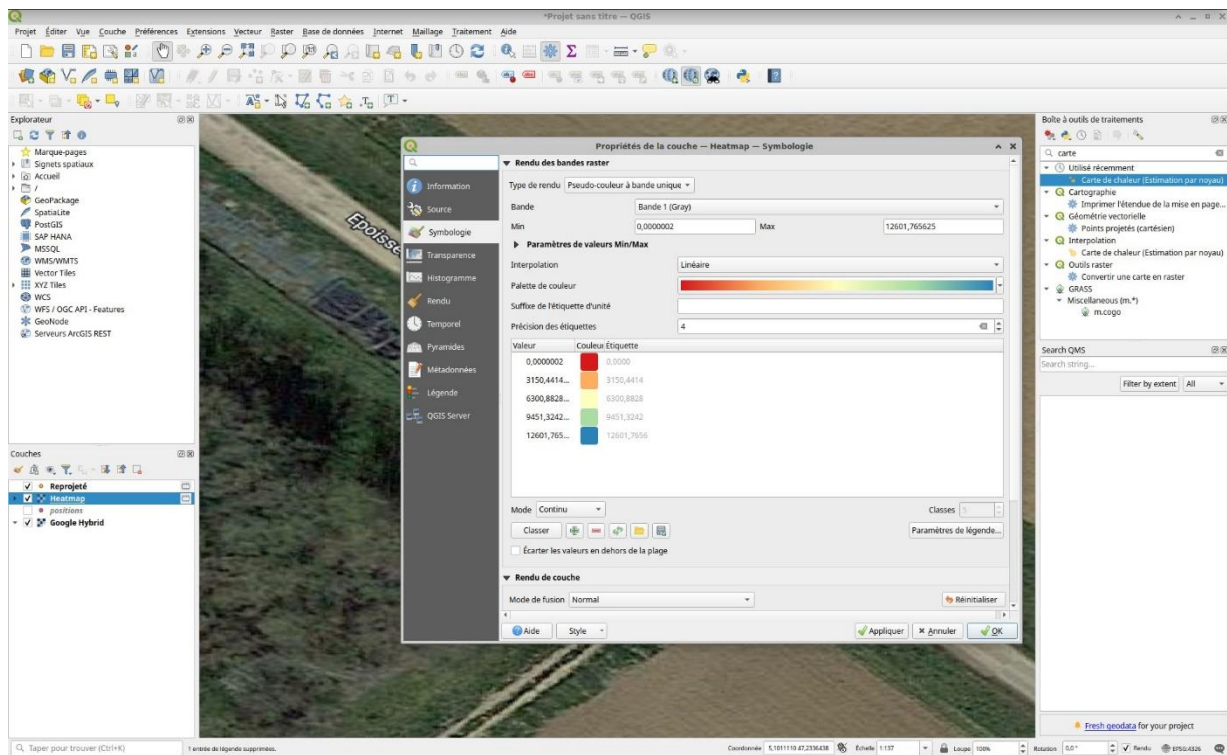 *Projet sans titre — QGIS
Projet Éditer Vue Couche Préférences Extensions Vecteur Raster Base de données Internet Maillage Traitement Aide
Explorateur
Marque-pages
Signets spatiaux
Accueil
/
GeoPackage
SpatiaLite
PostGIS
SAP HANA
MSSQL
WMS/WMTS
Vector Tiles
XYZ Tiles
WCS
WFS / OGC API - Features
GeoNode
Serveurs ArcGIS REST
Couches
Reprojeté
Heatmap
positions
Google Hybrid
Époisse
Propriétés de la couche — Heatmap — Symbologie
Information
Source
Symbologie
Transparence
Histogramme
Rendu
Temporel
Pyramides
Métadonnées
Légende
QGIS Server
Rendu des bandes raster
Type de rendu Pseudo-couleur à bande unique
Bande Bande 1 (Gray)
Min 0,0000002 Max 12601,765625
Paramètres de valeurs Min/Max
Interpolation Linéaire
Palette de couleur
Suffixe de l'étiquette d'unité
Précision des étiquettes 4
Valeur Couleur Étiquette
0,0000002 0,0000
3150,4414... 3150,4414
6300,8828... 6300,8828
9451,3242... 9451,3242
12601,765... 12601,7656
Mode Continu Classes 5
Classer Paramètres de légende...
Écarter les valeurs en dehors de la plage
Rendu de couche
Mode de fusion Normal Réinitialiser
Aide Style Appliquer Annuler OK
Boîte à outils de traitements
carte
Utilisé récemment
Carte de chaleur (Estimation par noyau)
Cartographie
Imprimer l'étendue de la mise en page...
Géométrie vectorielle
Points projetés (cartésien)
Interpolation
Carte de chaleur (Estimation par noyau)
Outils raster
Convertir une carte en raster
GRASS
Miscellaneous (m.*)
m.cogo
Search QMS
Search string...
Filter by extent All
Fresh geodata for your project
Taper pour trouver (Ctrl+K) 1 entrée de légende supprimées. Coordonnée 5,1011110 47,2336438 Échelle 1:137 Loupe 100% Rotation 0,0° Rendu EPSG:4326